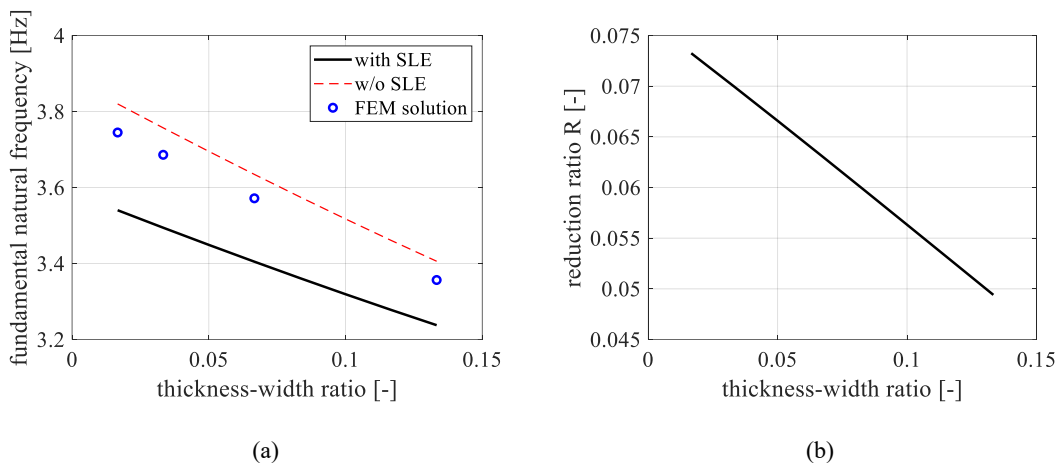 fundamental natural frequency [Hz]
4
3.8
3.6
3.4
3.2
0
0.05
0.1
0.15
thickness-width ratio [-]
with SLE
w/o SLE
FEM solution
(a)
reduction ratio R [-]
0.075
0.07
0.065
0.06
0.055
0.05
0.045
0
0.05
0.1
0.15
thickness-width ratio [-]
(b)